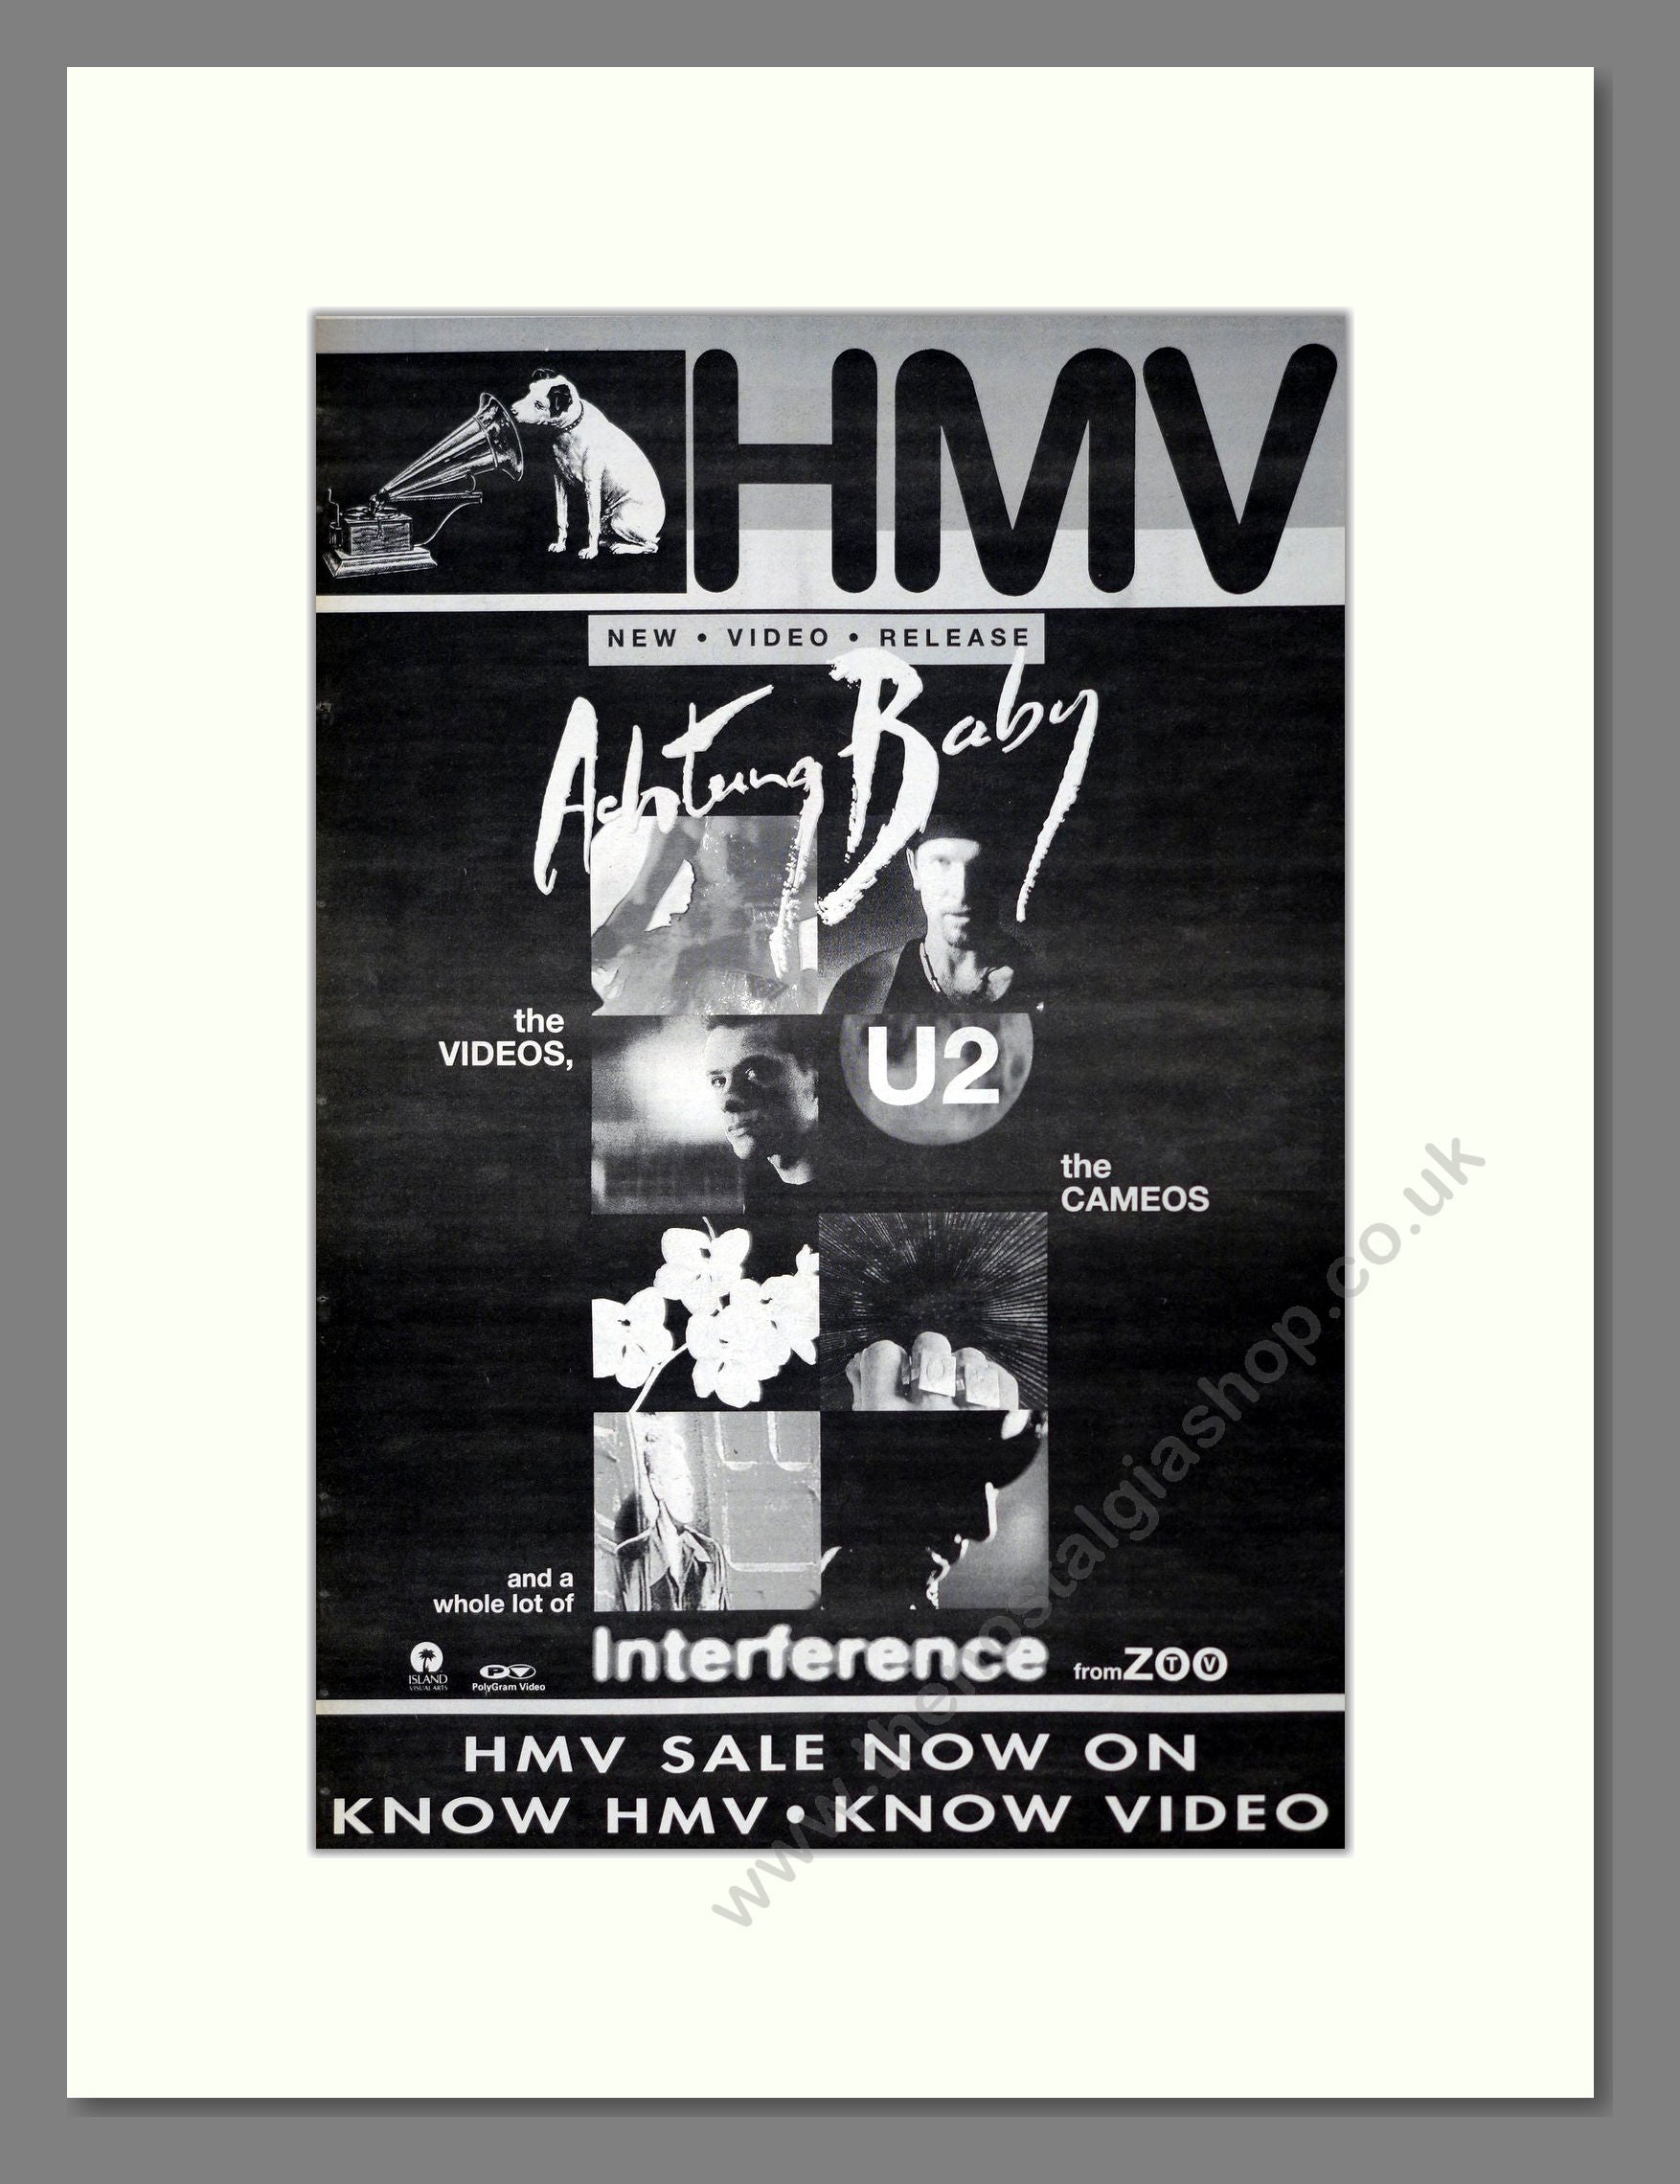 HMV
NEW • VIDEO • RELEASE
Achtung Baby
the
VIDEOS,
U2
the
CAMEOS
and a
whole lot of
Interference
from ZOO
TV
ISLAND
VISUAL ARTS
PV
PolyGram Video
HMV SALE NOW ON
KNOW HMV • KNOW VIDEO
www.thenostalgiashop.co.uk